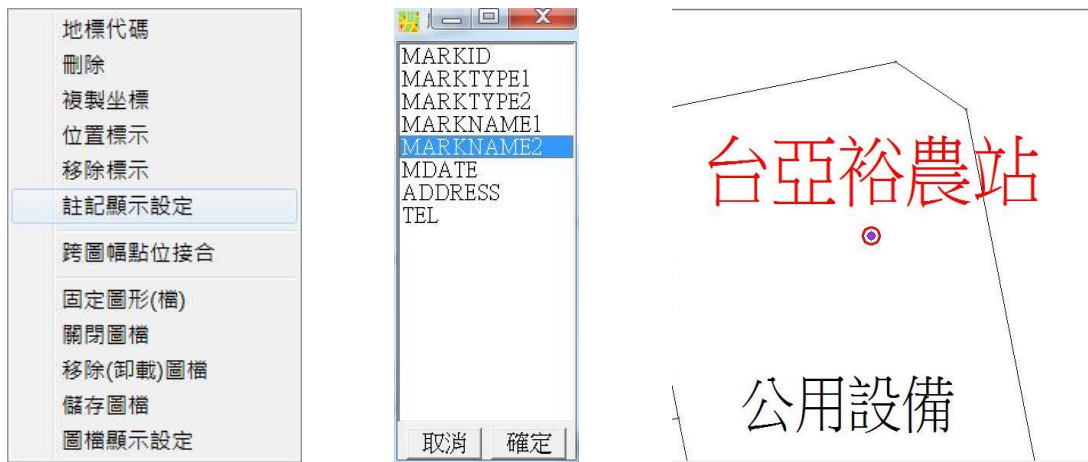 地標代碼
刪除
複製坐標
位置標示
移除標示
註記顯示設定
跨圖幅點位接合
固定圖形(檔)
關閉圖檔
移除(卸載)圖檔
儲存圖檔
圖檔顯示設定
MARKID
MARKTYPE1
MARKTYPE2
MARKNAME1
MARKNAME2
MDATE
ADDRESS
TEL
取消
確定
台亞裕農站
公用設備